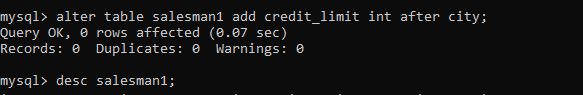 mysql> alter table salesman1 add credit_limit int after city;
Query OK, 0 rows affected (0.07 sec)
Records: 0  Duplicates: 0  Warnings: 0
mysql> desc salesman1;